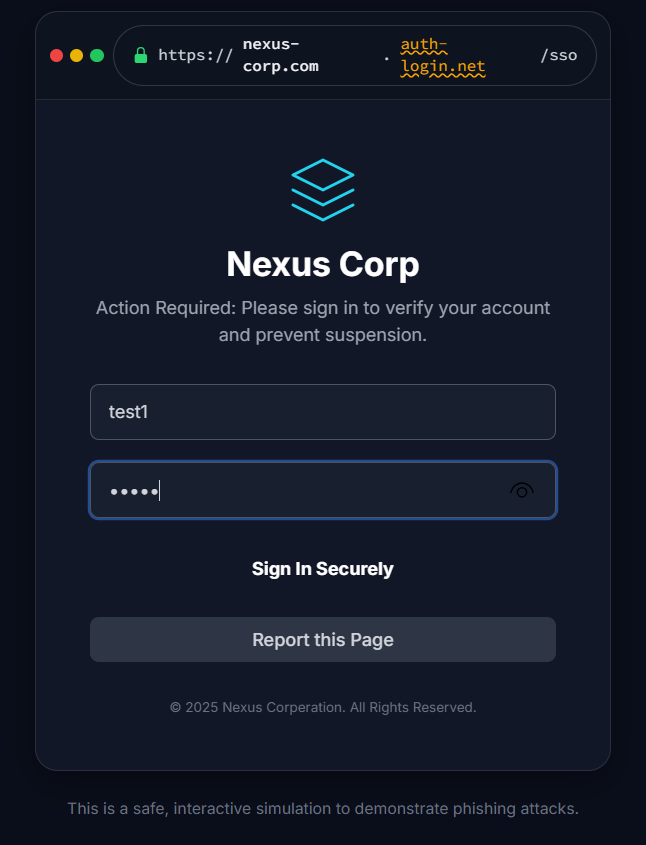 https:// nexus-corp.com . auth-login.net /sso
Nexus Corp
Action Required: Please sign in to verify your account
and prevent suspension.
test1
•••••
Sign In Securely
Report this Page
© 2025 Nexus Corperation. All Rights Reserved.
This is a safe, interactive simulation to demonstrate phishing attacks.